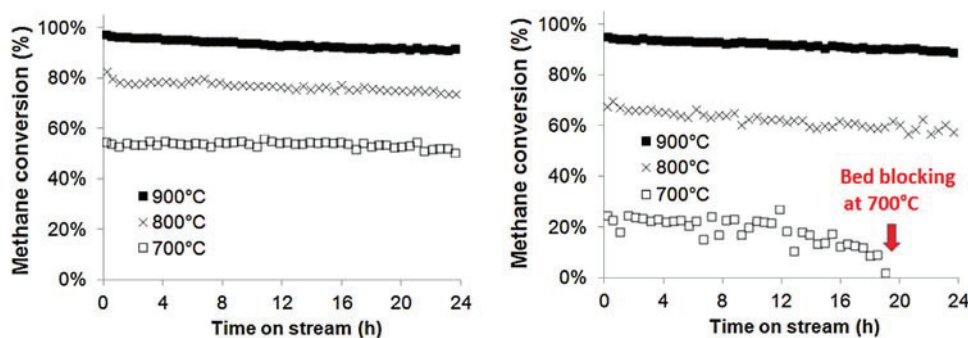 100%
80%
60%
40%
20%
0%
Methane conversion (%)
900°C
800°C
700°C
0 4 8 12 16 20 24
Time on stream (h)
100%
80%
60%
40%
20%
0%
Methane conversion (%)
900°C
800°C
700°C
Bed blocking
at 700°C
0 4 8 12 16 20 24
Time on stream (h)